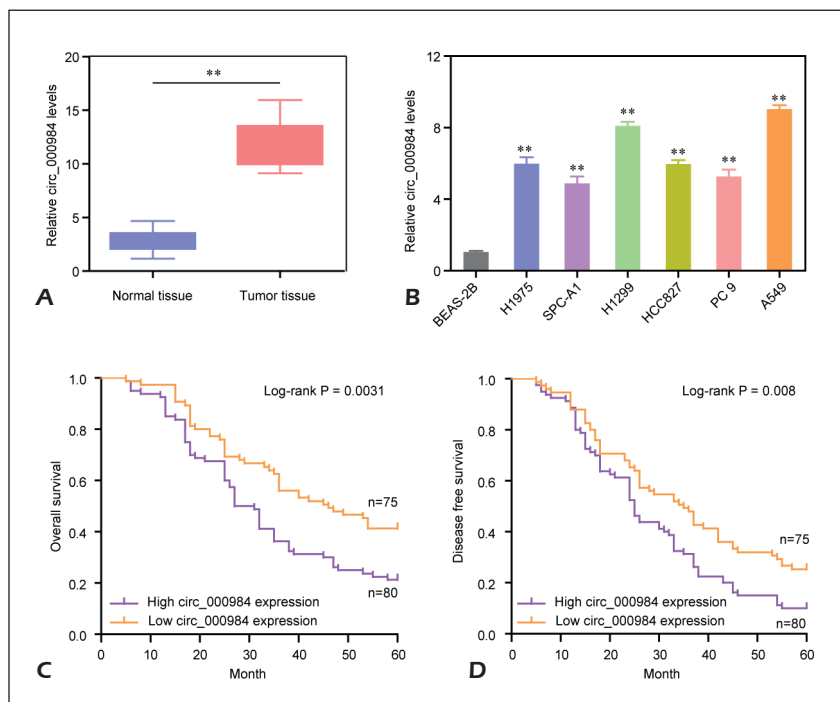 20
15
10
5
0
Relative circ_000984 levels
**
Normal tissue
Tumor tissue
A
12
8
4
0
Relative circ_000984 levels
**
**
**
**
**
**
BEAS-2B
H1975
SPC-A1
H1299
HCC827
PC 9
A549
B
1.0
0.8
0.6
0.4
0.2
0.0
Overall survival
Log-rank P = 0.0031
n=75
n=80
High circ_000984 expression
Low circ_000984 expression
0 10 20 30 40 50 60
Month
C
1.0
0.8
0.6
0.4
0.2
0.0
Disease free survival
Log-rank P = 0.008
n=75
High circ_000984 expression
Low circ_000984 expression
n=80
0 10 20 30 40 50 60
Month
D